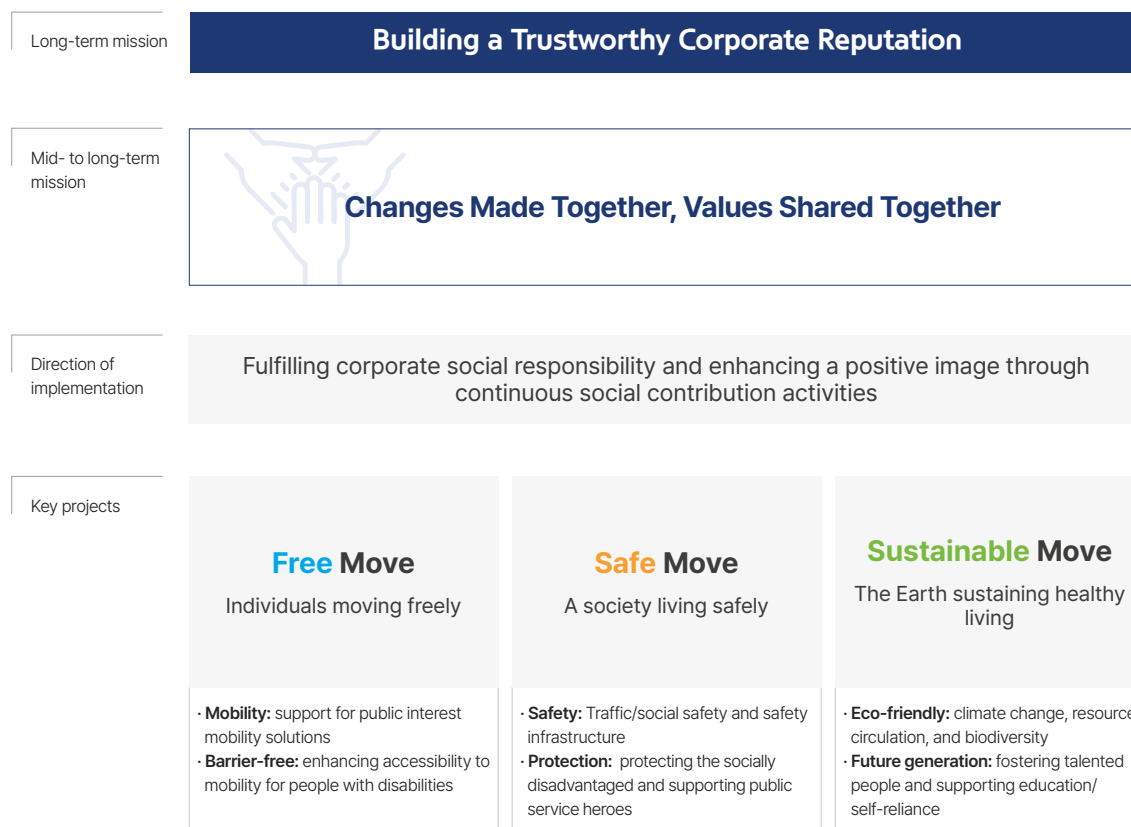 Long-term mission
Building a Trustworthy Corporate Reputation
Mid- to long-term
mission
Changes Made Together, Values Shared Together
Direction of
implementation
Fulfilling corporate social responsibility and enhancing a positive image through
continuous social contribution activities
Key projects
Free Move
Individuals moving freely
· Mobility: support for public interest
mobility solutions
· Barrier-free: enhancing accessibility to
mobility for people with disabilities
Safe Move
A society living safely
· Safety: Traffic/social safety and safety
infrastructure
· Protection: protecting the socially
disadvantaged and supporting public
service heroes
Sustainable Move
The Earth sustaining healthy
living
· Eco-friendly: climate change, resource
circulation, and biodiversity
· Future generation: fostering talented
people and supporting education/
self-reliance